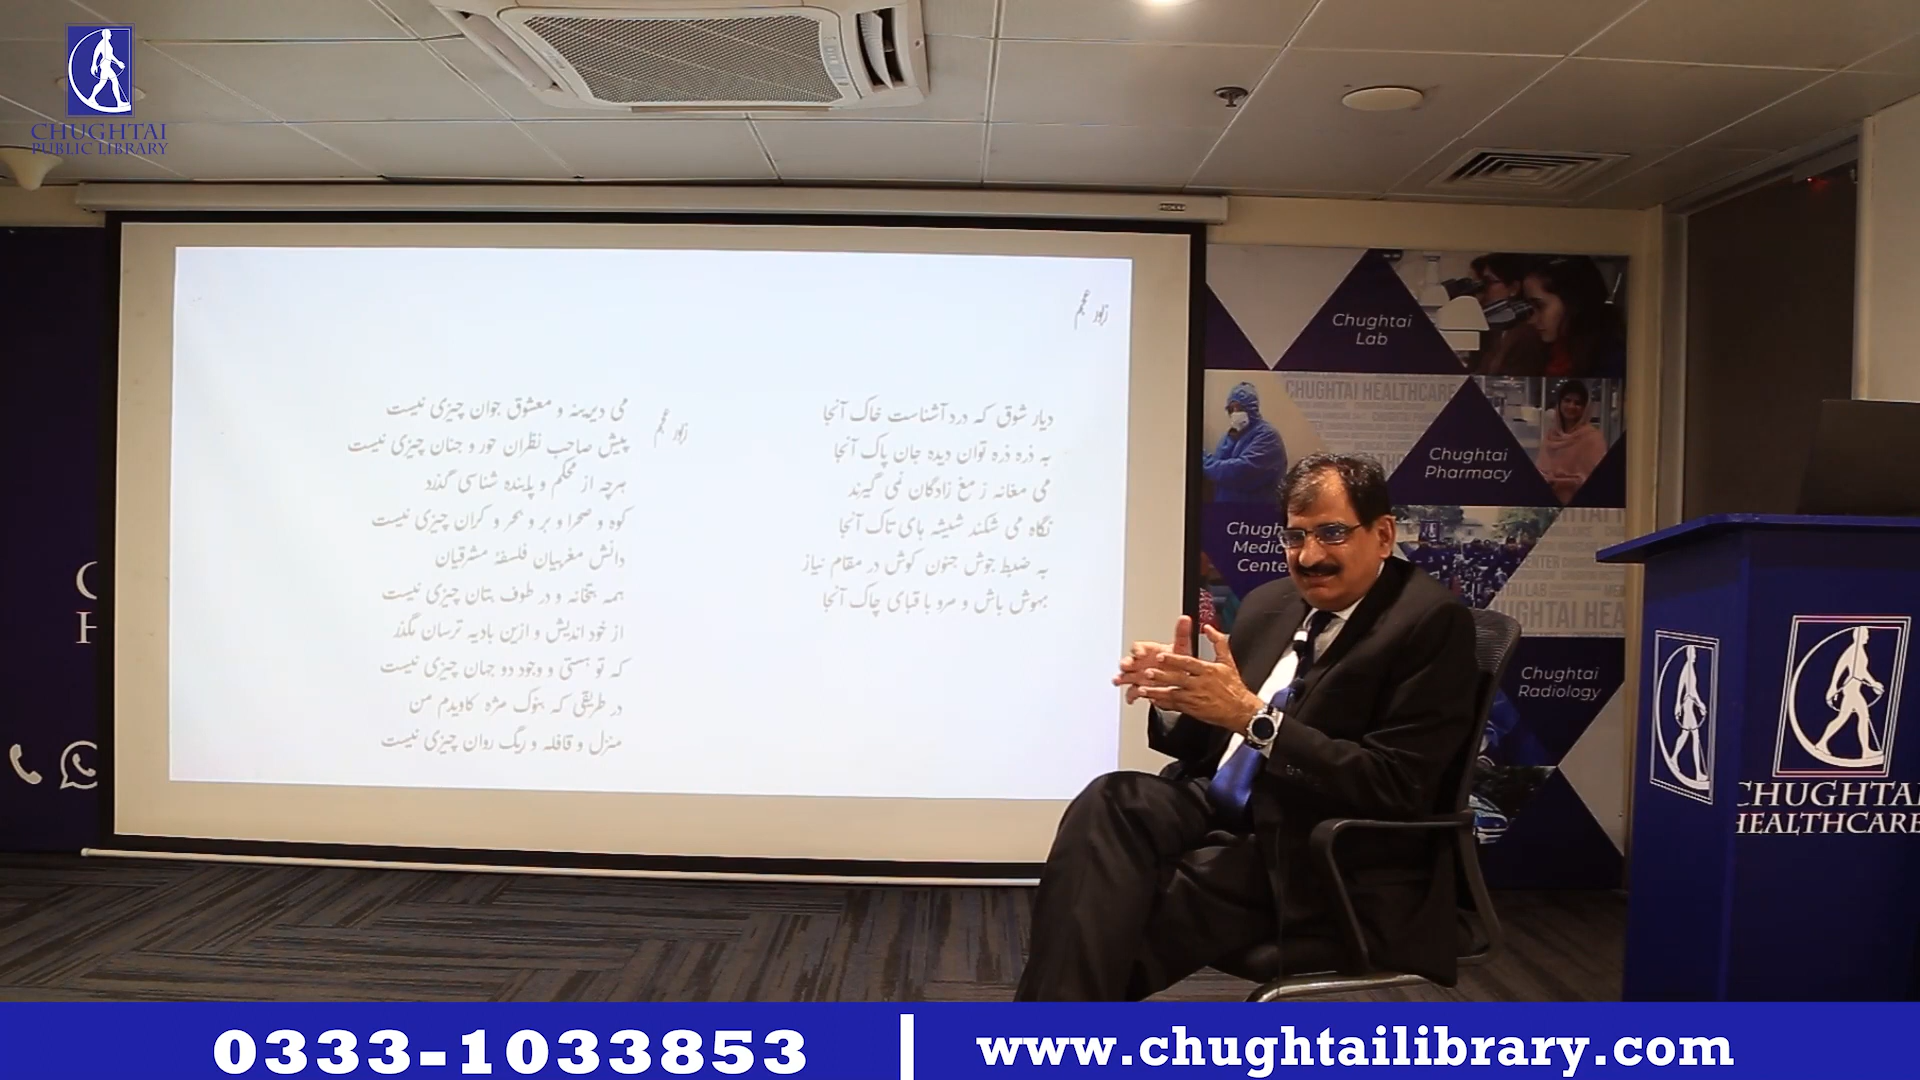 CHUGHTAI
PUBLIC LIBRARY
زبور عجم
دیار شوق که درد آشناست خاک آنجا
به ذره ذره توان دیده جان پاک آنجا
می مغانه ز مغ زادگان نمی گیرند
نگاه می شکند شیشه های تاک آنجا
به ضبط جوش جنون کوش در مقام نیاز
بهوش باش و مرو با قبای چاک آنجا
زبور عجم
می دیرینه و معشوق جوان چیزی نیست
پیش صاحب نظران حور و جنان چیزی نیست
هرچه از محکم و پاینده شناسی گذرد
کوه و صحرا و بر و بحر و کران چیزی نیست
دانش مغربیان فلسفهٔ مشرقیان
همه بتخانه و در طوف بتان چیزی نیست
از خود اندیش و ازین بادیه ترسان مگذر
که تو هستی و وجود دو جهان چیزی نیست
در طریقی که بنوک مژه کاویدم من
منزل و قافله و ریگ روان چیزی نیست
Chughtai
Lab
CHUGHTAI HEALTHCARE
Chughtai
Pharmacy
Chughtai
Radiology
CHUGHTAI
HEALTHCARE
0333-1033853
www.chughtailibrary.com